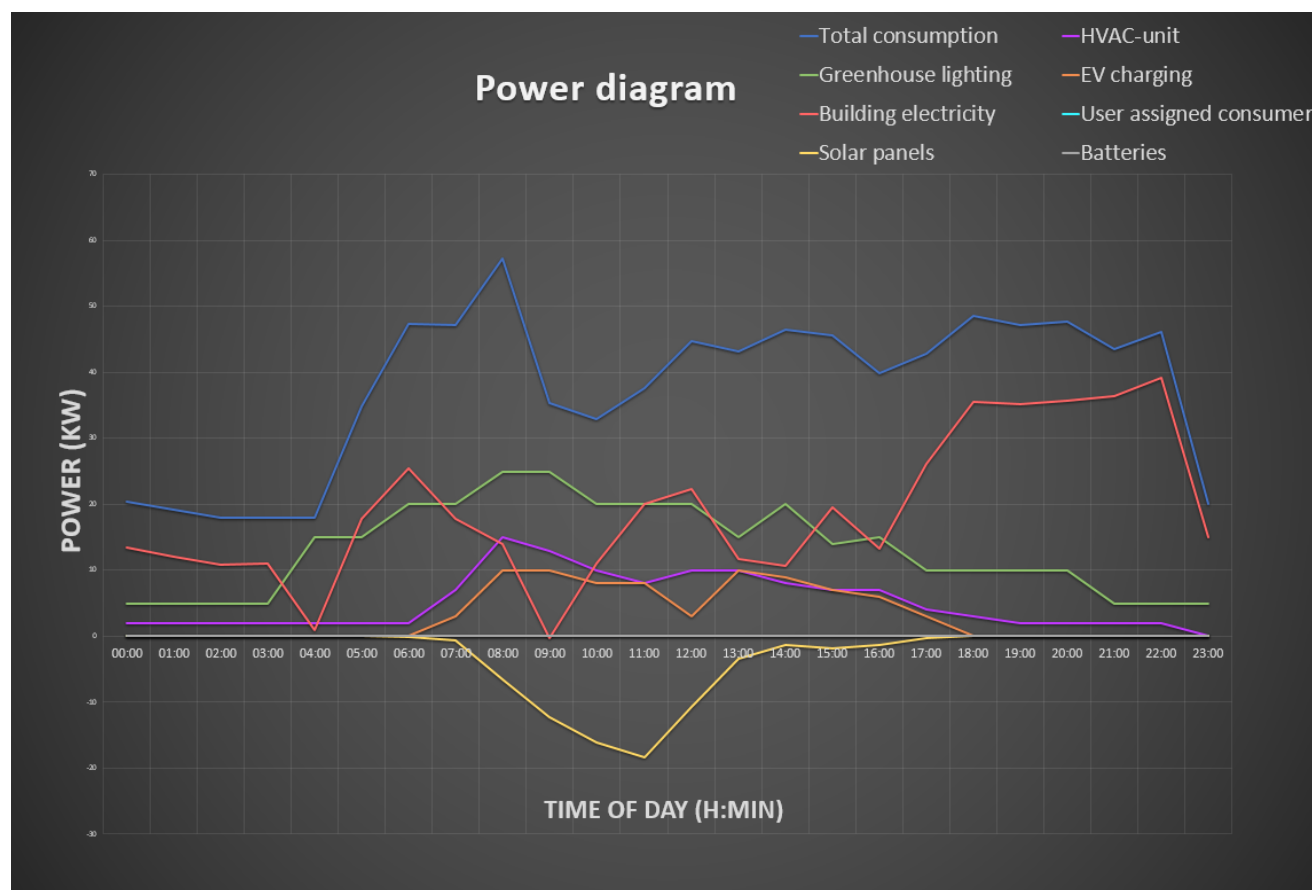 Total consumption
HVAC-unit
Greenhouse lighting
EV charging
Power diagram
Building electricity
User assigned consumer
Solar panels
Batteries
70
60
50
40
30
20
10
0
-10
-20
-30
POWER (KW)
00:00 01:00 02:00 03:00 04:00 05:00 06:00 07:00 08:00 09:00 10:00 11:00 12:00 13:00 14:00 15:00 16:00 17:00 18:00 19:00 20:00 21:00 22:00 23:00
TIME OF DAY (H:MIN)